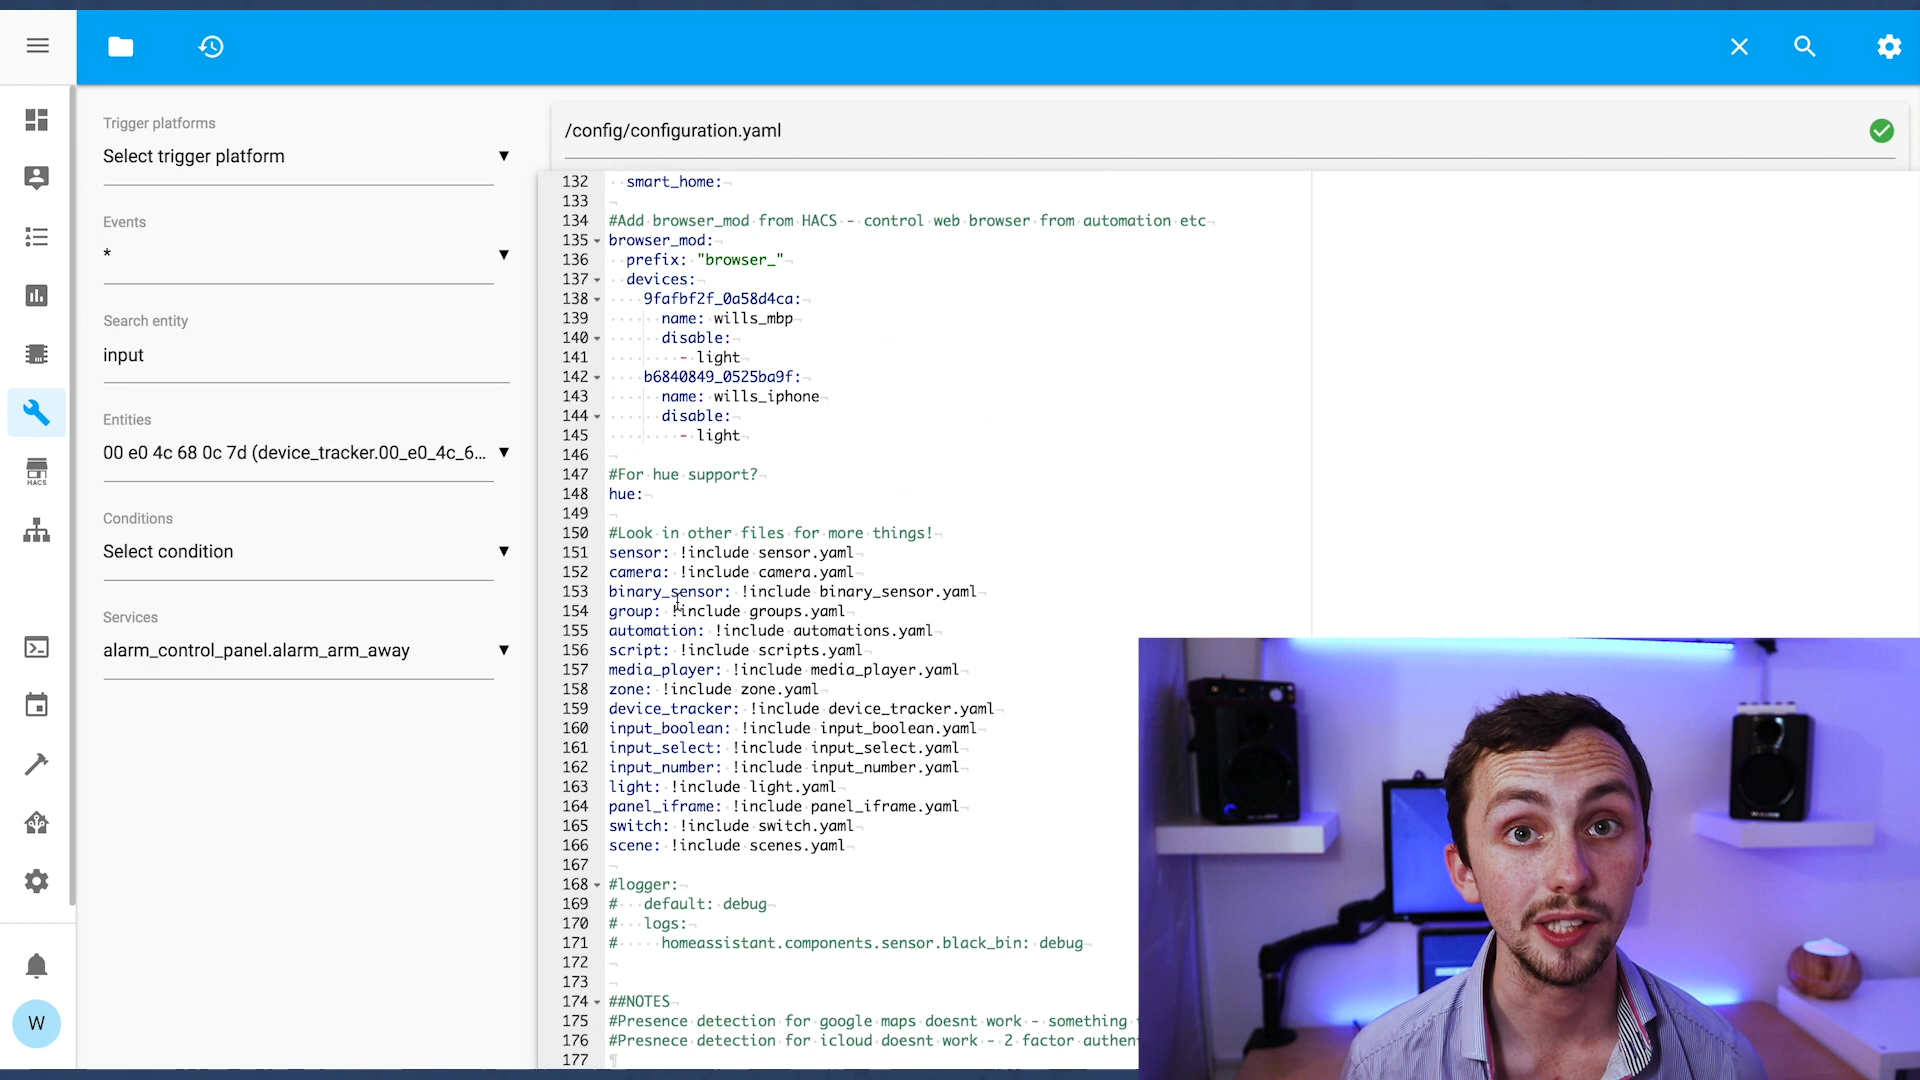 Trigger platforms
Select trigger platform
Events
*
Search entity
input
Entities
00 e0 4c 68 0c 7d (device_tracker.00_e0_4c_6...
Conditions
Select condition
Services
alarm_control_panel.alarm_arm_away
HACS
W
/config/configuration.yaml
132 smart_home:
133
134 #Add browser_mod from HACS - control web browser from automation etc
135 browser_mod:
136 prefix: "browser_"
137 devices:
138 9fafbf2f_0a58d4ca:
139 name: wills_mbp
140 disable:
141 - light
142 b6840849_0525ba9f:
143 name: wills_iphone
144 disable:
145 - light
146
147 #For hue support?
148 hue:
149
150 #Look in other files for more things!
151 sensor: !include sensor.yaml
152 camera: !include camera.yaml
153 binary_sensor: !include binary_sensor.yaml
154 group: !include groups.yaml
155 automation: !include automations.yaml
156 script: !include scripts.yaml
157 media_player: !include media_player.yaml
158 zone: !include zone.yaml
159 device_tracker: !include device_tracker.yaml
160 input_boolean: !include input_boolean.yaml
161 input_select: !include input_select.yaml
162 input_number: !include input_number.yaml
163 light: !include light.yaml
164 panel_iframe: !include panel_iframe.yaml
165 switch: !include switch.yaml
166 scene: !include scenes.yaml
167
168 #logger:
169 # default: debug
170 # logs:
171 # homeassistant.components.sensor.black_bin: debug
172
173
174 ##NOTES
175 #Presence detection for google maps doesnt work - something
176 #Presnece detection for icloud doesnt work - 2 factor authen
177